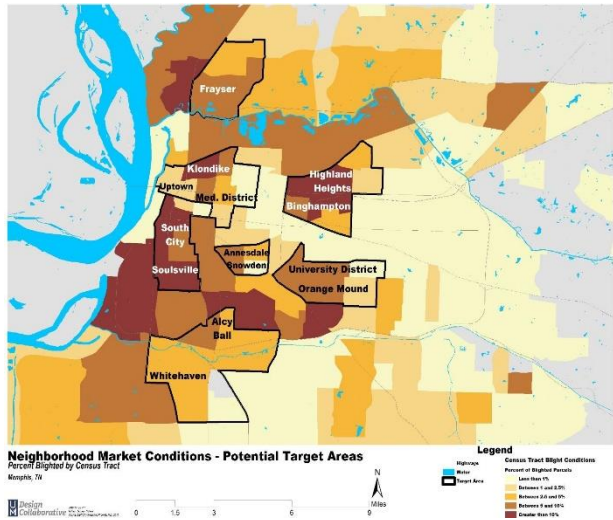 Frayser
Klondike
Uptown
Med. District
Highland
Heights
Binghampton
South
City
Soulsville
Annesdale
Snowden
University District
Orange Mound
Alcy
Ball
Whitehaven
Neighborhood Market Conditions - Potential Target Areas
Percent Blighted by Census Tract
Memphis, TN
Design
Collaborative
0 1.5 3 6 9
Miles
N
Legend
Highways
Water
Target Area
Census Tract Blight Conditions
Percent of Blighted Parcels
Less than 1%
Between 1 and 2.5%
Between 2.5 and 5%
Between 5 and 10%
Greater than 10%